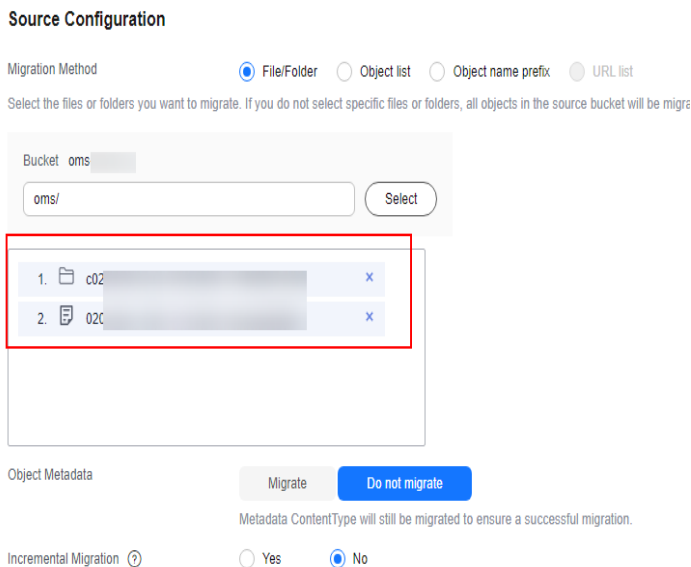 Source Configuration
Migration Method File/Folder Object list Object name prefix URL list
Select the files or folders you want to migrate. If you do not select specific files or folders, all objects in the source bucket will be migra
Bucket oms
oms/ Select
1. c02
2. 020
Object Metadata Migrate Do not migrate
Metadata ContentType will still be migrated to ensure a successful migration.
Incremental Migration ? Yes No